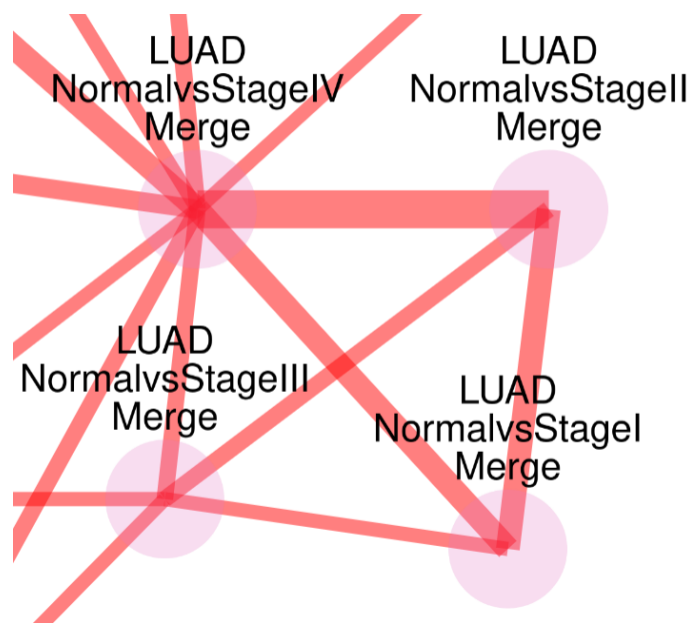 LUAD
NormalvsStageIV
Merge
LUAD
NormalvsStageII
Merge
LUAD
NormalvsStageIII
Merge
LUAD
NormalvsStageI
Merge